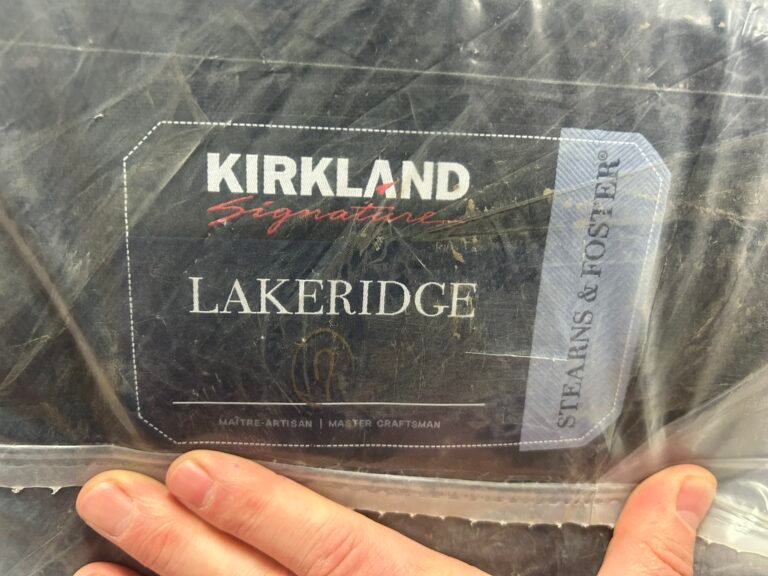 KIRKLAND
Signature
LAKERIDGE
MAÎTRE-ARTISAN | MASTER CRAFTSMAN
STEARNS & FOSTER®